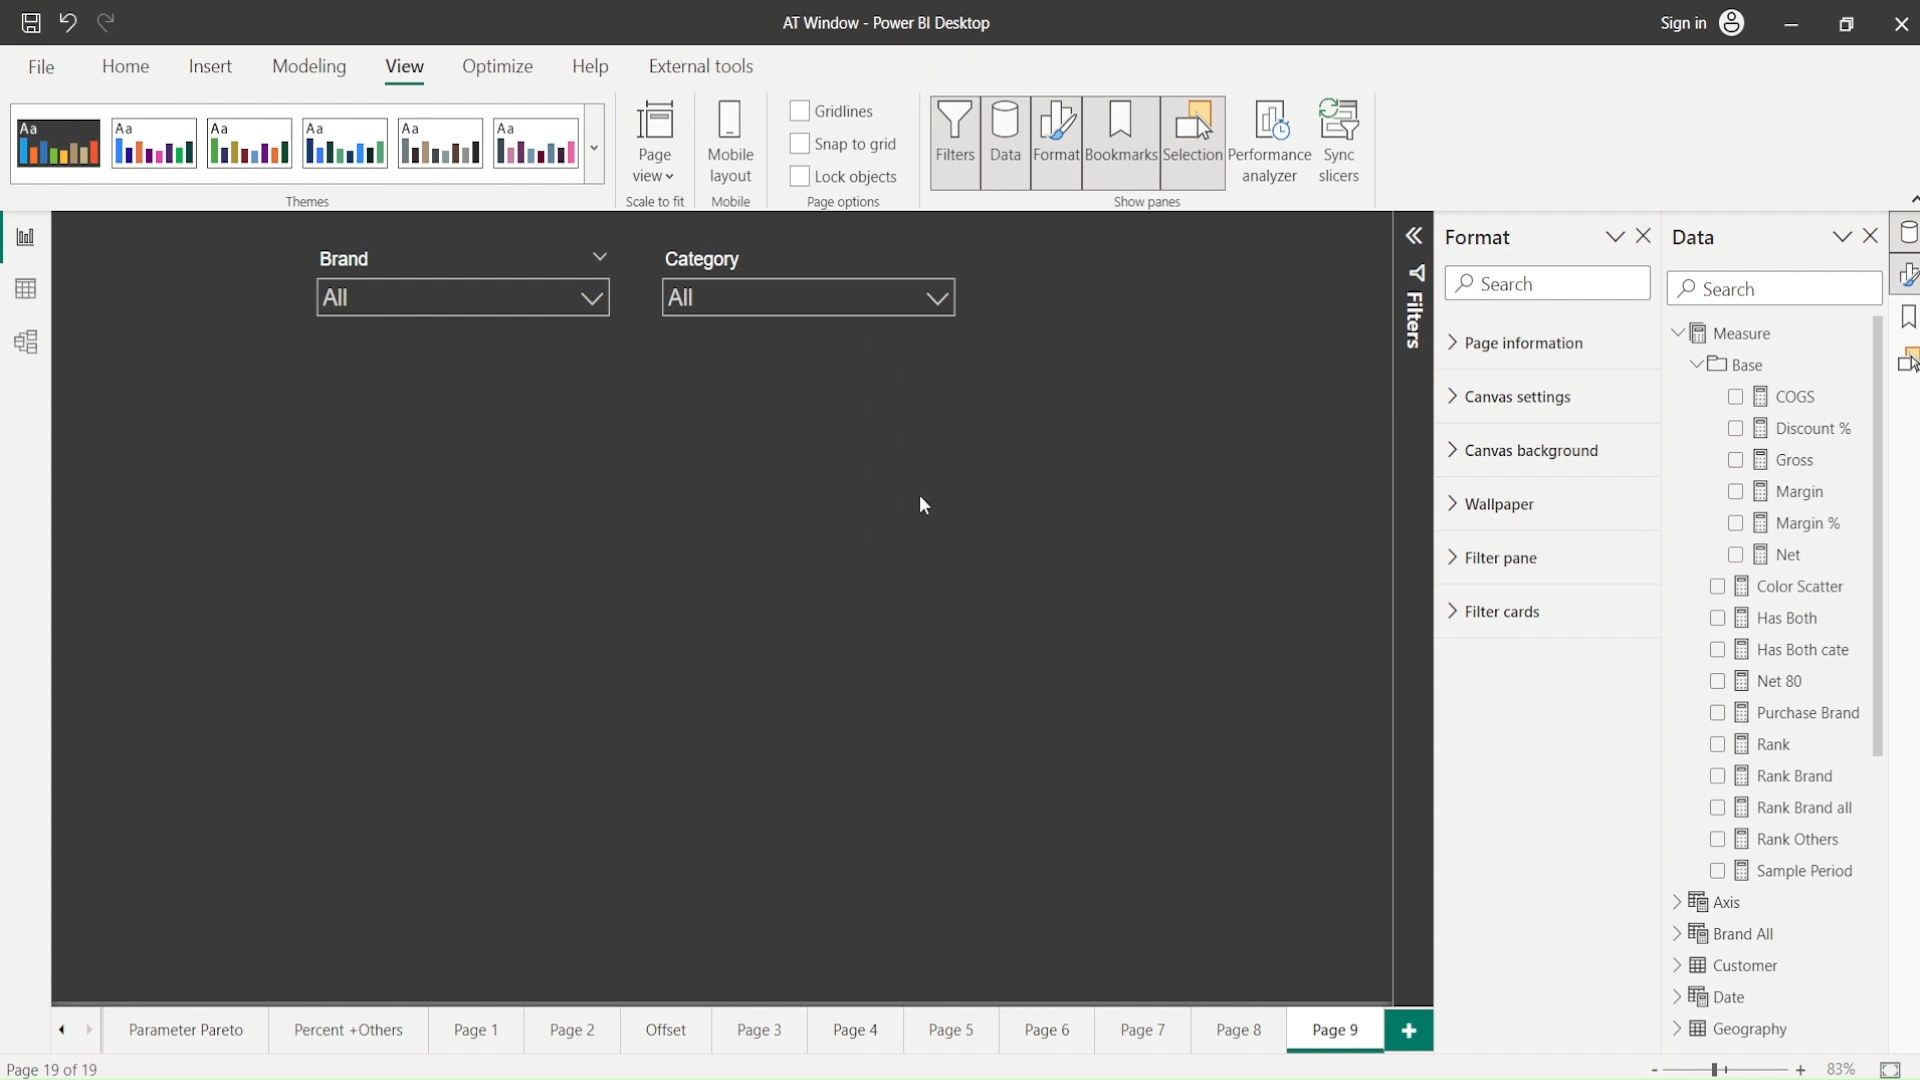 AT Window - Power BI Desktop
Sign in
File Home Insert Modeling View Optimize Help External tools
Aa Aa Aa Aa Aa Aa
Themes
Page view
Scale to fit
Mobile layout
Mobile
Gridlines
Snap to grid
Lock objects
Page options
Filters Data Format Bookmarks Selection Performance analyzer Sync slicers
Show panes
Brand
All
Category
All
Filters
Format
Search
Page information
Canvas settings
Canvas background
Wallpaper
Filter pane
Filter cards
Data
Search
Measure
Base
COGS
Discount %
Gross
Margin
Margin %
Net
Color Scatter
Has Both
Has Both cate
Net 80
Purchase Brand
Rank
Rank Brand
Rank Brand all
Rank Others
Sample Period
Axis
Brand All
Customer
Date
Geography
Parameter Pareto Percent +Others Page 1 Page 2 Offset Page 3 Page 4 Page 5 Page 6 Page 7 Page 8 Page 9 +
Page 19 of 19
- + 83%